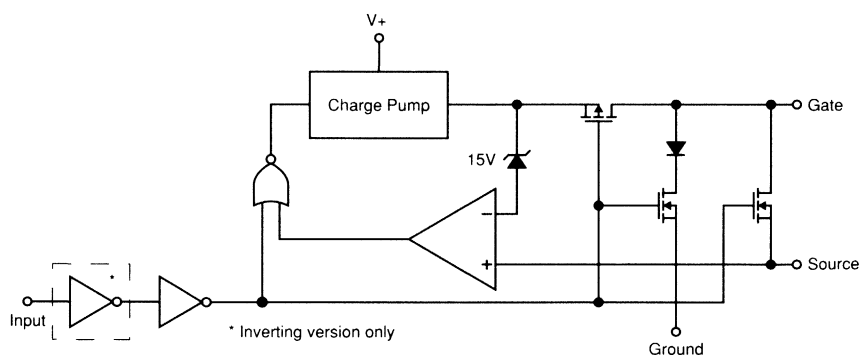 V+
Charge Pump
Gate
15V
−
+
Source
*
Input
* Inverting version only
Ground